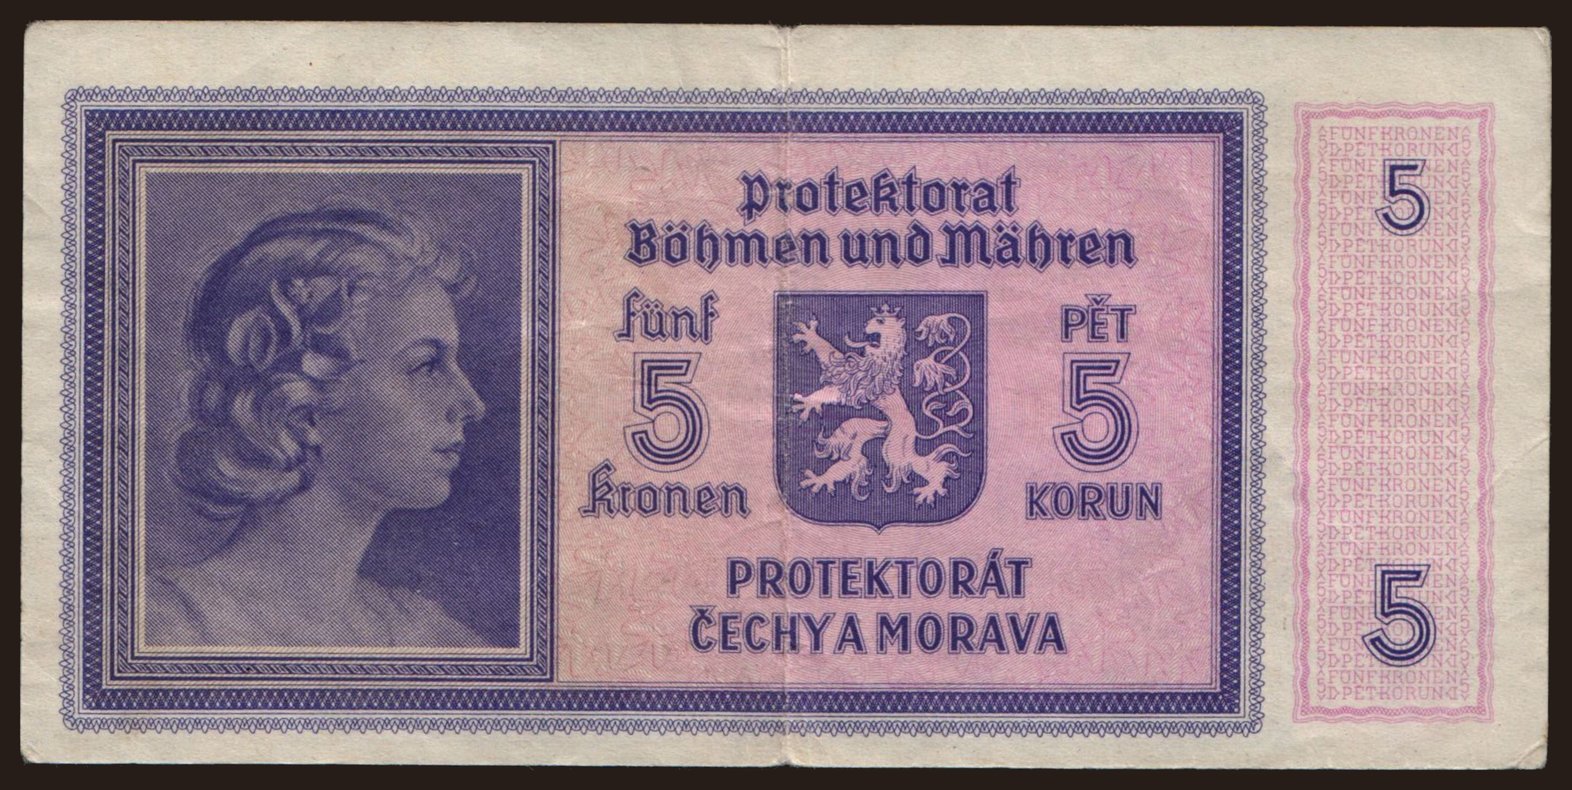 Protektorat
Böhmen und Mähren
fünf
5
Kronen
PĚT
5
KORUN
PROTEKTORÁT
ČECHY A MORAVA
5
5